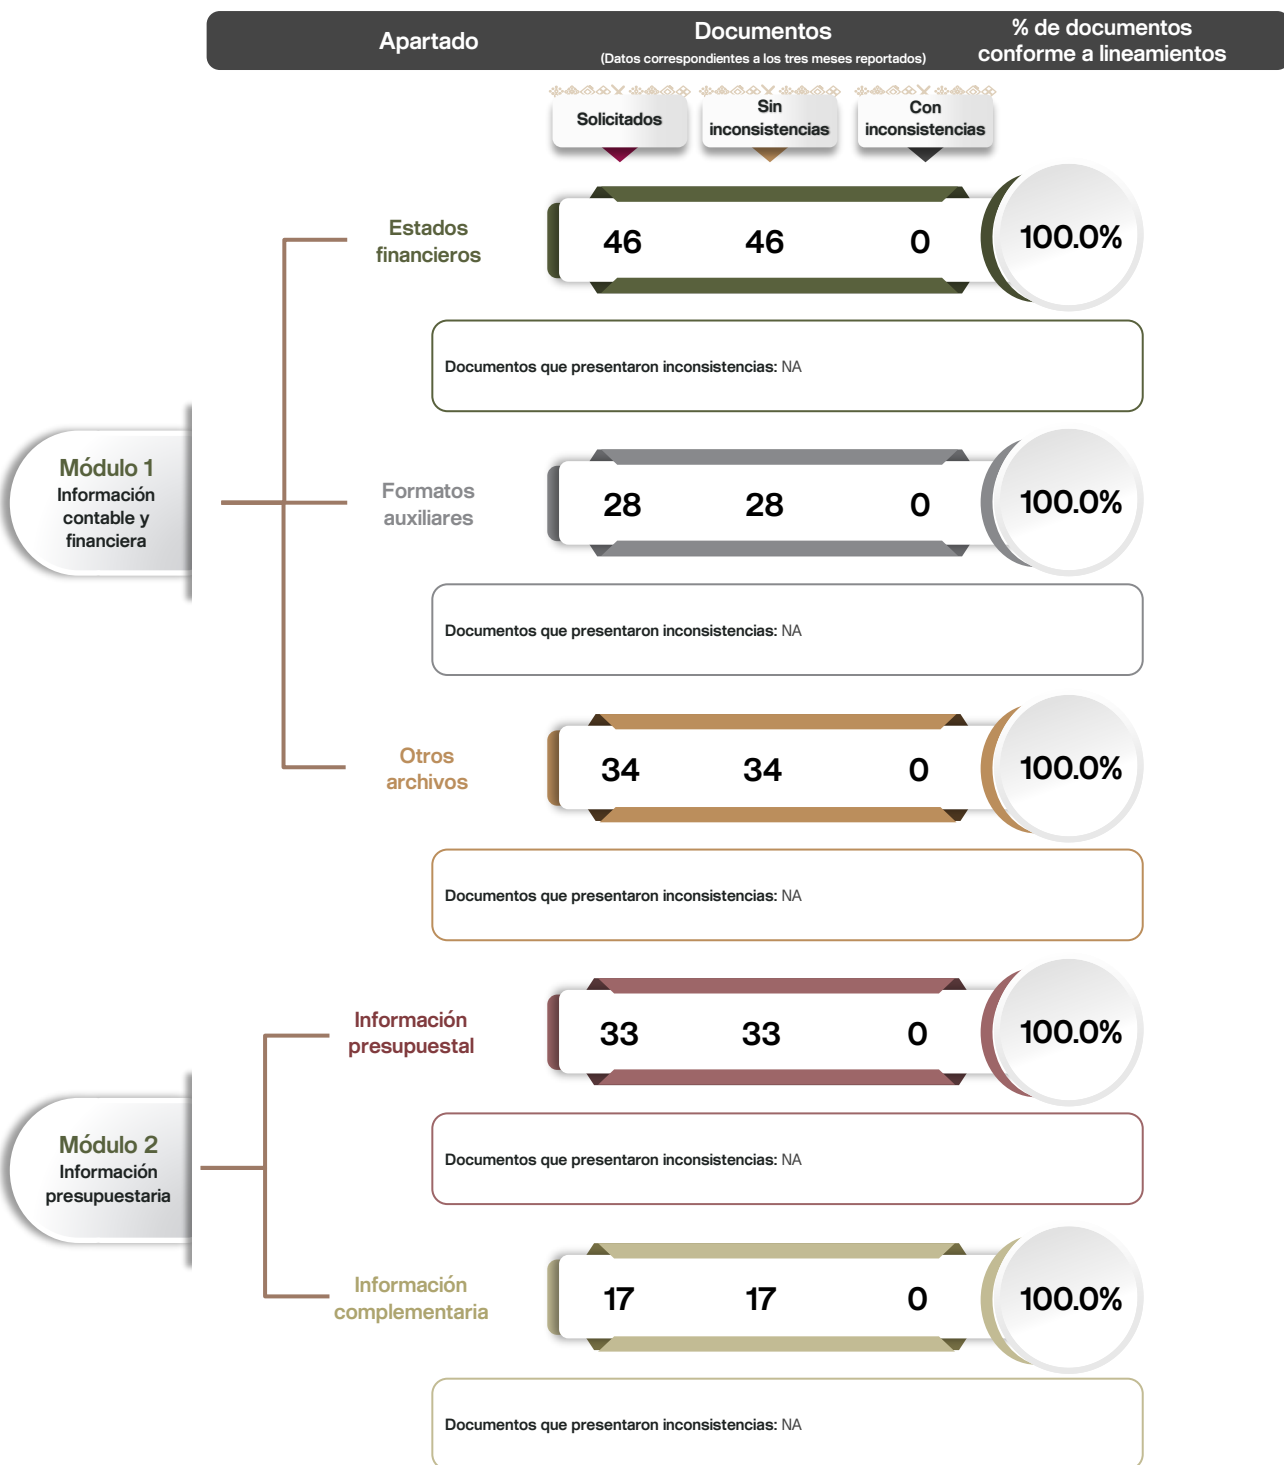 Apartado
Documentos
(Datos correspondientes a los tres meses reportados)
% de documentos
conforme a lineamientos
Solicitados
Sin
inconsistencias
Con
inconsistencias
Módulo 1
Información
contable y
financiera
Estados
financieros
46 46 0 100.0%
Documentos que presentaron inconsistencias: NA
Formatos
auxiliares
28 28 0 100.0%
Documentos que presentaron inconsistencias: NA
Otros
archivos
34 34 0 100.0%
Documentos que presentaron inconsistencias: NA
Módulo 2
Información
presupuestaria
Información
presupuestal
33 33 0 100.0%
Documentos que presentaron inconsistencias: NA
Información
complementaria
17 17 0 100.0%
Documentos que presentaron inconsistencias: NA